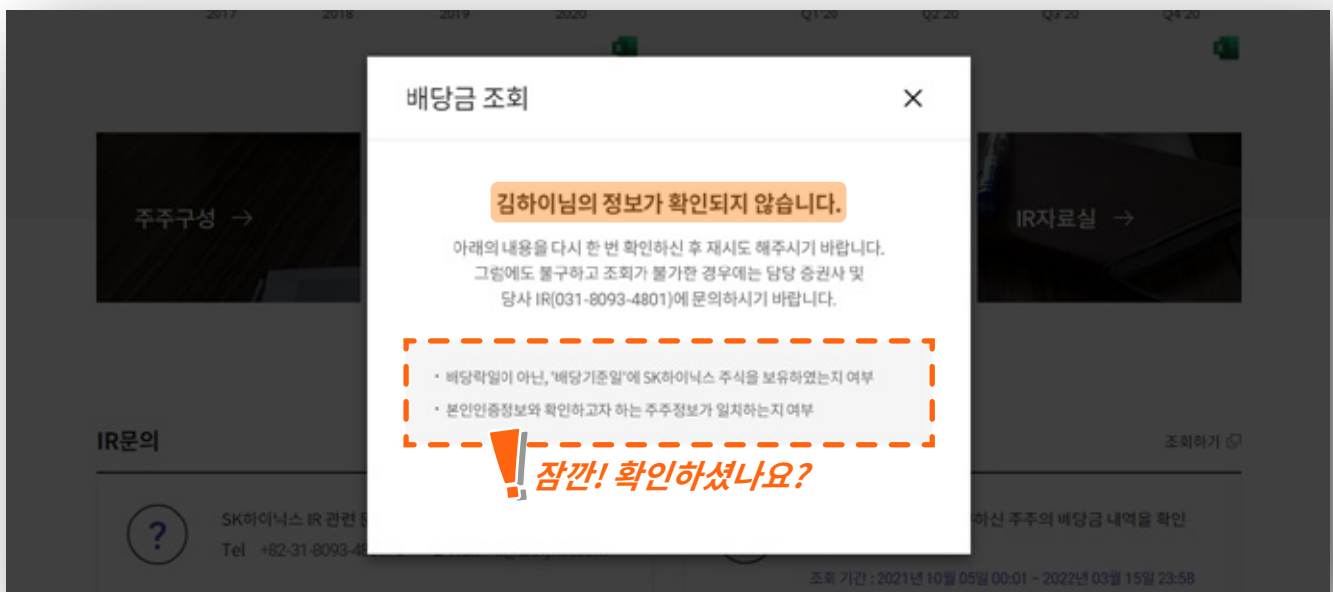 2017 2018 2019 2020 Q1'20 Q2'20 Q3'20 Q4'20
배당금 조회
주주구성 →
IR자료실 →
김하이님의 정보가 확인되지 않습니다.
아래의 내용을 다시 한 번 확인하신 후 재시도 해주시기 바랍니다.
그럼에도 불구하고 조회가 불가한 경우에는 담당 증권사 및
당사 IR(031-8093-4801)에 문의하시기 바랍니다.
• 배당락일이 아닌, '배당기준일'에 SK하이닉스 주식을 보유하였는지 여부
• 본인인증정보와 확인하고자 하는 주주정보가 일치하는지 여부
잠깐! 확인하셨나요?
IR문의
조회하기
SK하이닉스 IR 관련
Tel +82-31-8093-48
하신 주주의 배당금 내역을 확인
조회 기간 : 2021년 10월 05일 00:01 ~ 2022년 03월 15일 23:58